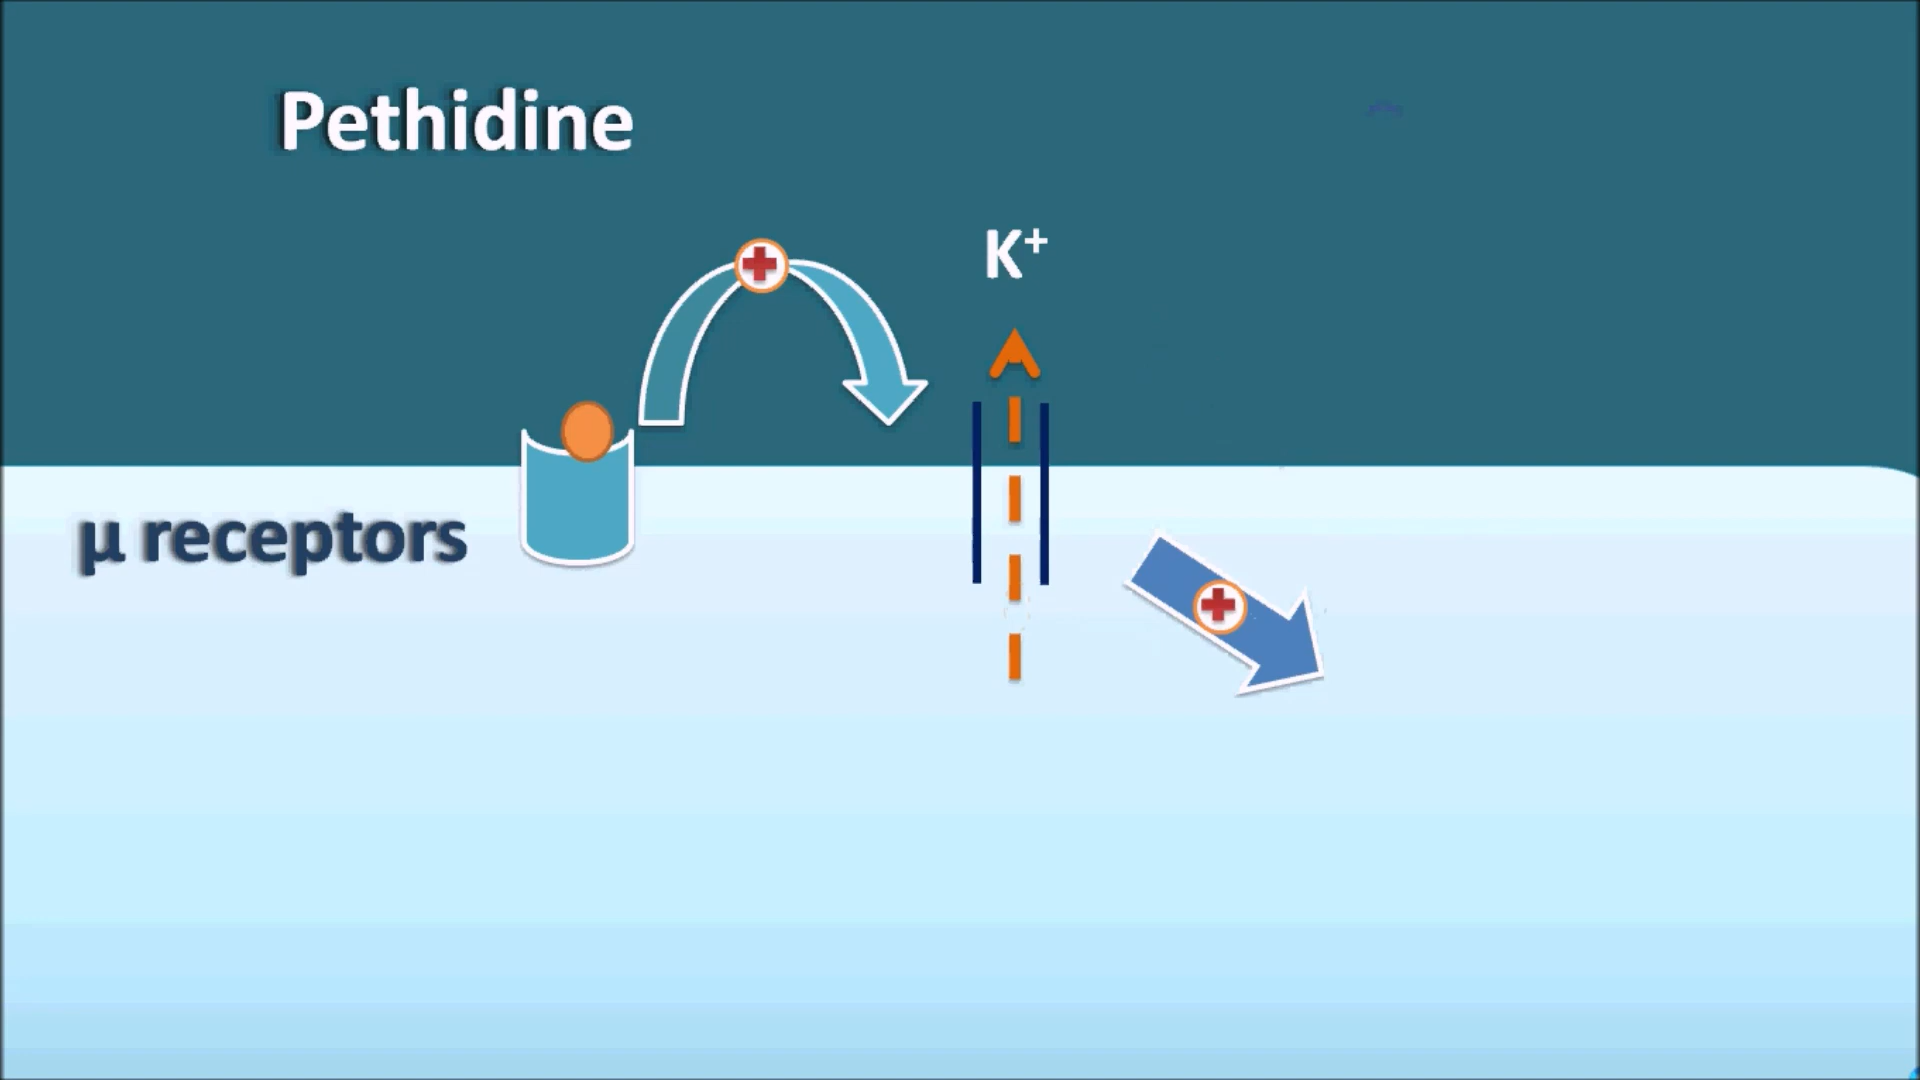 Pethidine
K⁺
μ receptors